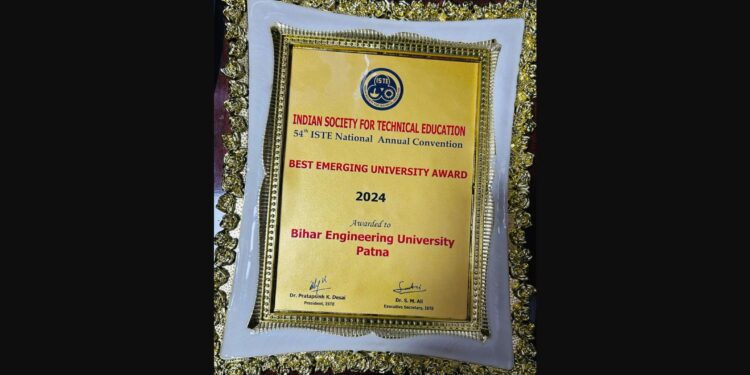 ISTE
INDIAN SOCIETY FOR TECHNICAL EDUCATION
54th ISTE National Annual Convention
BEST EMERGING UNIVERSITY AWARD
2024
Awarded to
Bihar Engineering University
Patna
Dr. Pratapsinh K. Desai
President, ISTE
Dr. S. M. Ali
Executive Secretary, ISTE